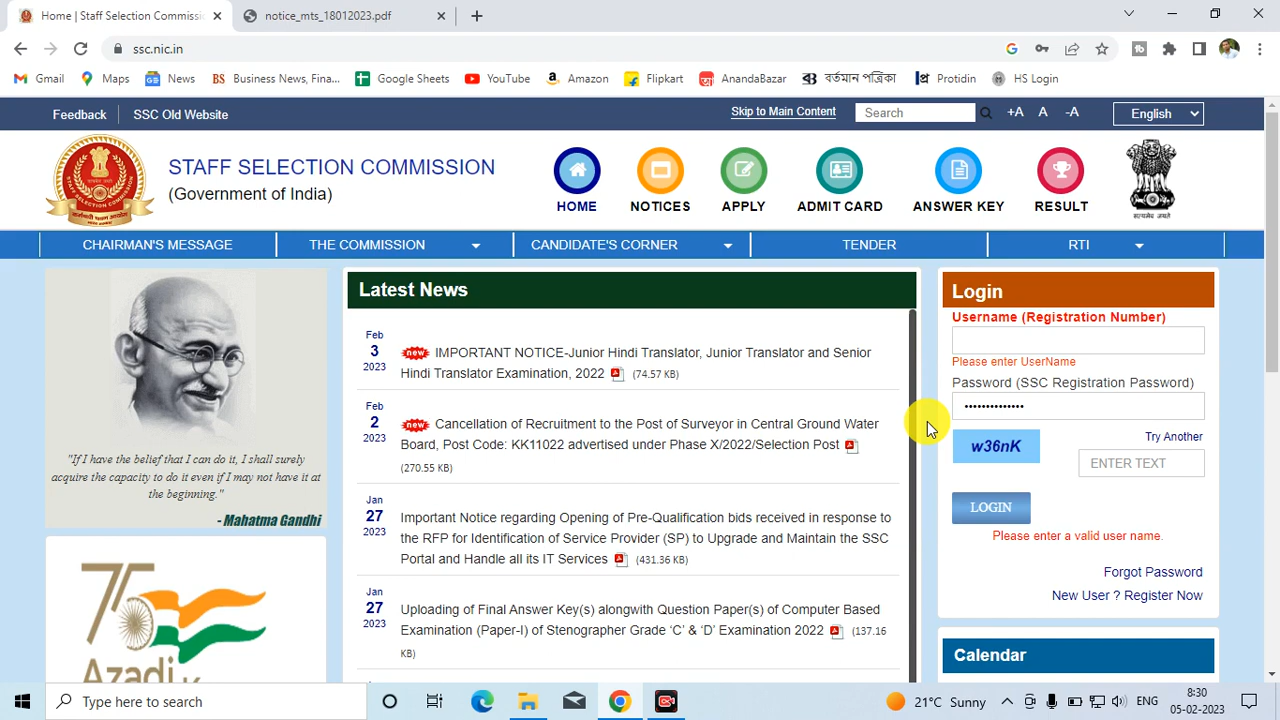 Home | Staff Selection Commissi
notice_mts_18012023.pdf
ssc.nic.in
Gmail
Maps
News
Business News, Fina...
Google Sheets
YouTube
Amazon
Flipkart
AnandaBazar
বর্তমান পত্রিকা
Protidin
HS Login
Feedback
SSC Old Website
Skip to Main Content
Search
+A A -A
English
STAFF SELECTION COMMISSION
(Government of India)
HOME
NOTICES
APPLY
ADMIT CARD
ANSWER KEY
RESULT
सत्यमेव जयते
CHAIRMAN'S MESSAGE
THE COMMISSION
CANDIDATE'S CORNER
TENDER
RTI
"If I have the belief that I can do it, I shall surely
acquire the capacity to do it even if I may not have it at
the beginning."
- Mahatma Gandhi
75
Azadi
Latest News
Feb
3
2023
new IMPORTANT NOTICE-Junior Hindi Translator, Junior Translator and Senior
Hindi Translator Examination, 2022 (74.57 KB)
Feb
2
2023
new Cancellation of Recruitment to the Post of Surveyor in Central Ground Water
Board, Post Code: KK11022 advertised under Phase X/2022/Selection Post
(270.55 KB)
Jan
27
2023
Important Notice regarding Opening of Pre-Qualification bids received in response to
the RFP for Identification of Service Provider (SP) to Upgrade and Maintain the SSC
Portal and Handle all its IT Services (431.36 KB)
Jan
27
2023
Uploading of Final Answer Key(s) alongwith Question Paper(s) of Computer Based
Examination (Paper-I) of Stenographer Grade ‘C’ & ‘D’ Examination 2022 (137.16
KB)
Login
Username (Registration Number)
Please enter UserName
Password (SSC Registration Password)
••••••••••••••
w36nK
Try Another
ENTER TEXT
LOGIN
Please enter a valid user name.
Forgot Password
New User ? Register Now
Calendar
Type here to search
21°C Sunny
ENG
8:30
05-02-2023